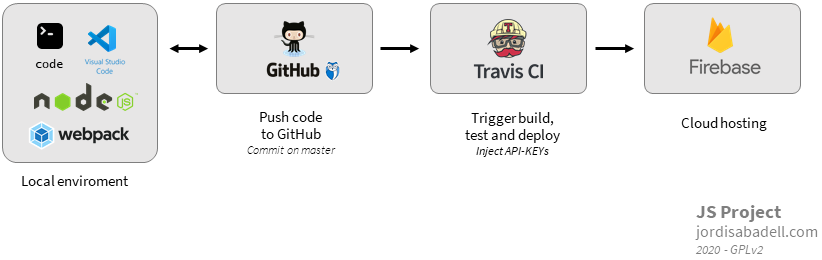 code
Visual Studio
Code
node
JS
webpack
Local enviroment
GitHub
Push code
to GitHub
Commit on master
T
Travis CI
Trigger build,
test and deploy
Inject API-KEYs
Firebase
Cloud hosting
JS Project
jordisabadell.com
2020 - GPLv2